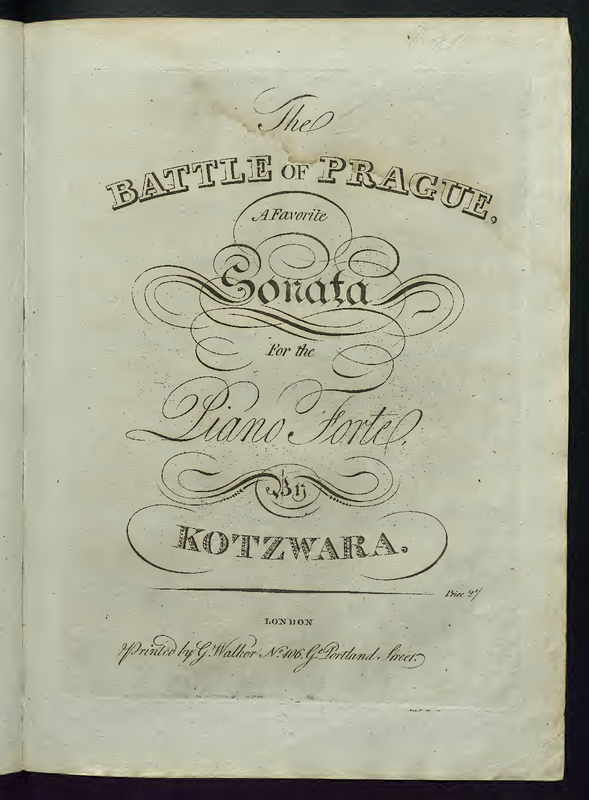 The
BATTLE OF PRAGUE,
A Favorite
Sonata
For the
Piano Forte.
By
KOTZWARA.
Price 2/
LONDON
Printed by G. Walker No. 106, Gt. Portland Street.